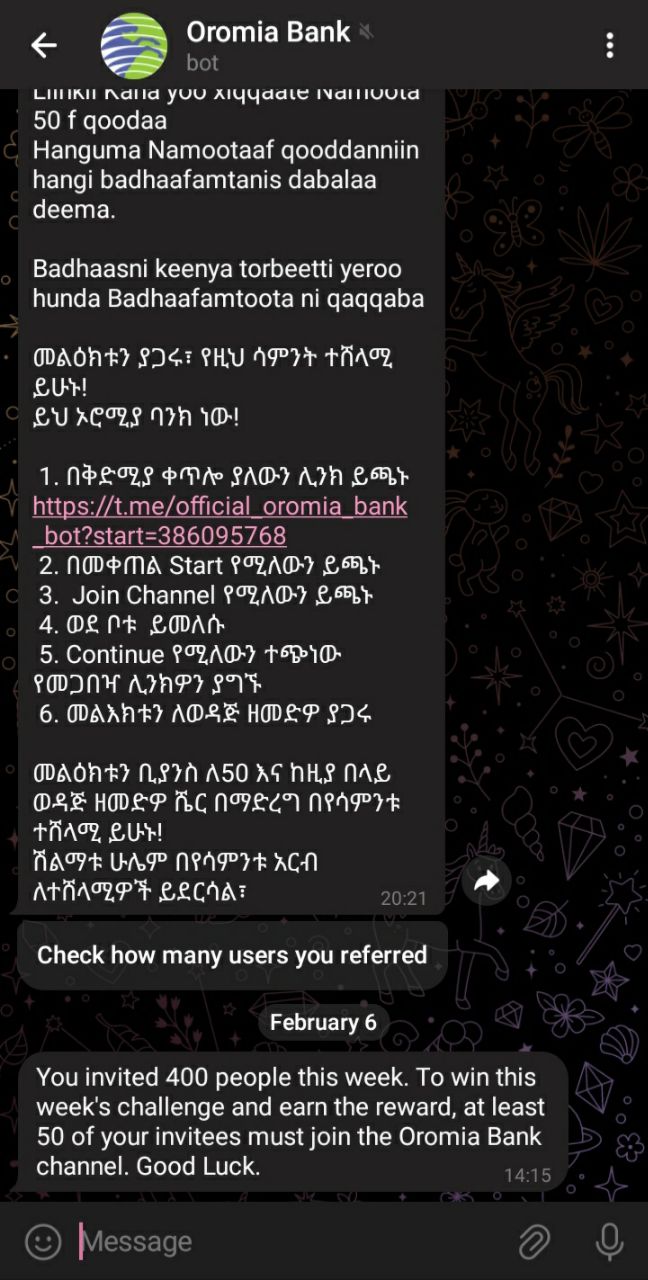 Oromia Bank
bot
Liinkii Kana yoo xiqqaate Namoota
50 f qoodaa
Hanguma Namootaaf qooddanniin
hangi badhaafamtanis dabalaa
deema.
Badhaasni keenya torbeetti yeroo
hunda Badhaafamtoota ni qaqqaba
መልዕክቱን ያጋሩ፣ የዚህ ሳምንት ተሸላሚ
ይሁኑ!
ይህ ኦሮሚያ ባንክ ነው!
1. በቅድሚያ ቀጥሎ ያለውን ሊንክ ይጫኑ
https://t.me/official_oromia_bank
_bot?start=386095768
2. በመቀጠል Start የሚለውን ይጫኑ
3. Join Channel የሚለውን ይጫኑ
4. ወደ ቦቱ ይመለሱ
5. Continue የሚለውን ተጭነው
የመጋበዣ ሊንክዎን ያግኙ
6. መልእክቱን ለወዳጅ ዘመድዎ ያጋሩ
መልዕክቱን ቢያንስ ለ50 እና ከዚያ በላይ
ወዳጅ ዘመድዎ ሼር በማድረግ በየሳምንቱ
ተሸላሚ ይሁኑ!
ሽልማቱ ሁሌም በየሳምንቱ አርብ
ለተሸላሚዎች ይደርሳል፣
20:21
Check how many users you referred
February 6
You invited 400 people this week. To win this
week's challenge and earn the reward, at least
50 of your invitees must join the Oromia Bank
channel. Good Luck.
14:15
Message